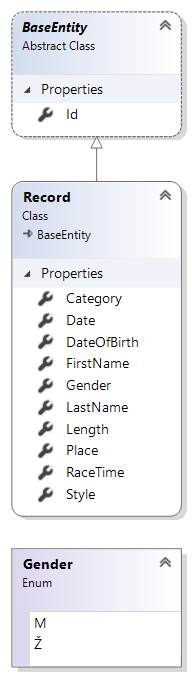 BaseEntity
Abstract Class
Properties
Id
Record
Class
BaseEntity
Properties
Category
Date
DateOfBirth
FirstName
Gender
LastName
Length
Place
RaceTime
Style
Gender
Enum
M
Ž